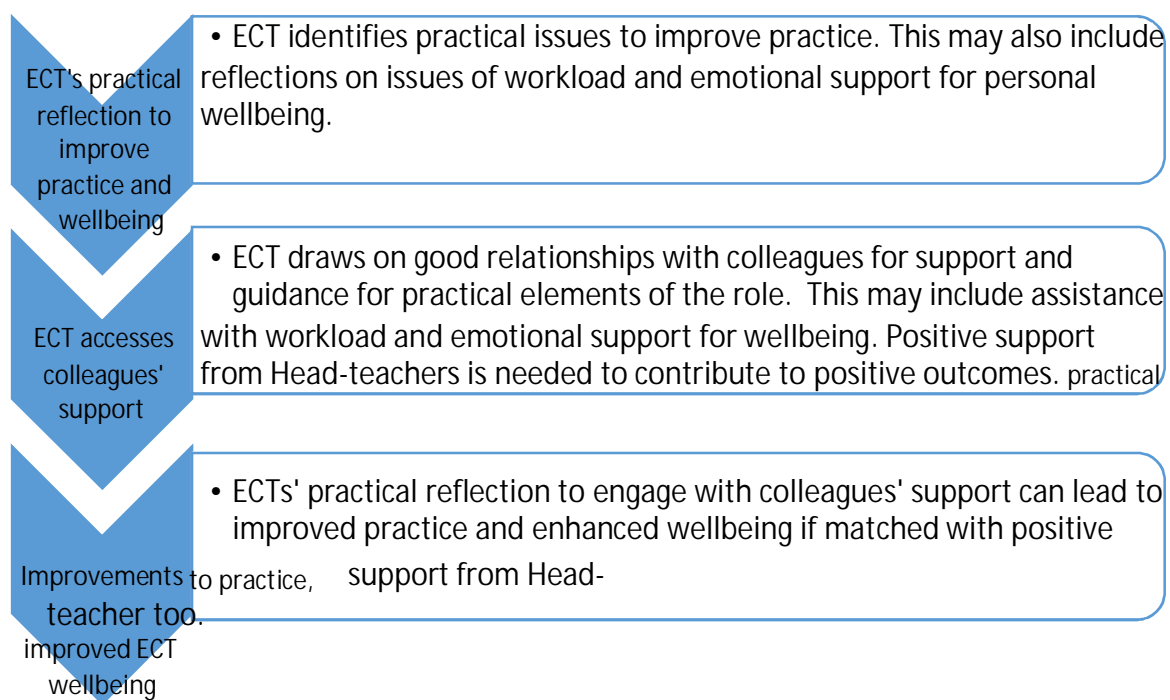 ECT's practical
reflection to
improve
practice and
wellbeing
• ECT identifies practical issues to improve practice. This may also include
reflections on issues of workload and emotional support for personal
wellbeing.
ECT accesses
colleagues'
support
• ECT draws on good relationships with colleagues for support and
guidance for practical elements of the role. This may include assistance
with workload and emotional support for wellbeing. Positive support
from Head-teachers is needed to contribute to positive outcomes. practical
• ECTs' practical reflection to engage with colleagues' support can lead to
improved practice and enhanced wellbeing if matched with positive
Improvements to practice, support from Head-
teacher too.
improved ECT
wellbeing